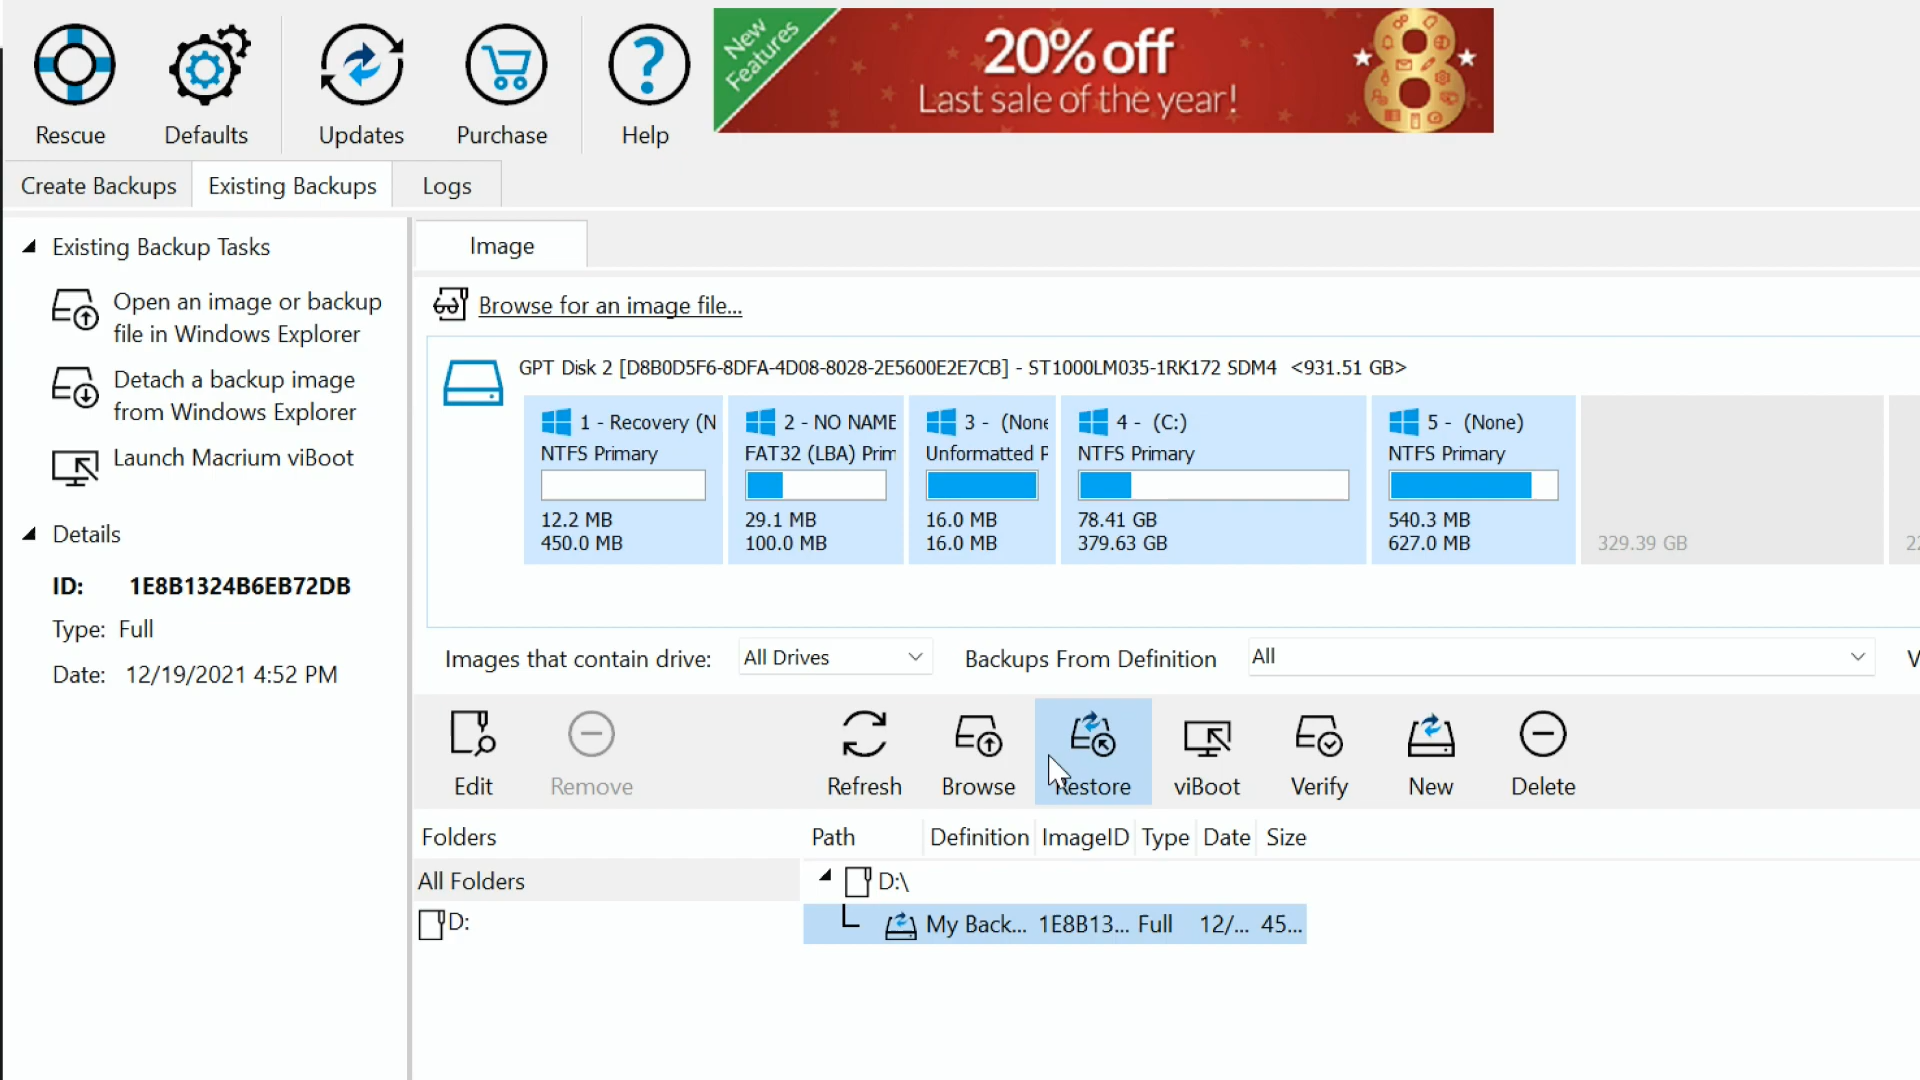 Rescue
Defaults
Updates
Purchase
Help
New
Features
20% off
Last sale of the year!
8
Create Backups
Existing Backups
Logs
Existing Backup Tasks
Open an image or backup
file in Windows Explorer
Detach a backup image
from Windows Explorer
Launch Macrium viBoot
Details
ID: 1E8B1324B6EB72DB
Type: Full
Date: 12/19/2021 4:52 PM
Image
Browse for an image file...
GPT Disk 2 [D8B0D5F6-8DFA-4D08-8028-2E5600E2E7CB] - ST1000LM035-1RK172 SDM4 <931.51 GB>
1 - Recovery (N
NTFS Primary
12.2 MB
450.0 MB
2 - NO NAME
FAT32 (LBA) Prim
29.1 MB
100.0 MB
3 - (None
Unformatted P
16.0 MB
16.0 MB
4 - (C:)
NTFS Primary
78.41 GB
379.63 GB
5 - (None)
NTFS Primary
540.3 MB
627.0 MB
329.39 GB
Images that contain drive: All Drives Backups From Definition All
Edit Remove Refresh Browse Restore viBoot Verify New Delete
Folders
All Folders
D:
Path Definition ImageID Type Date Size
D:\
My Back... 1E8B13... Full 12/... 45...